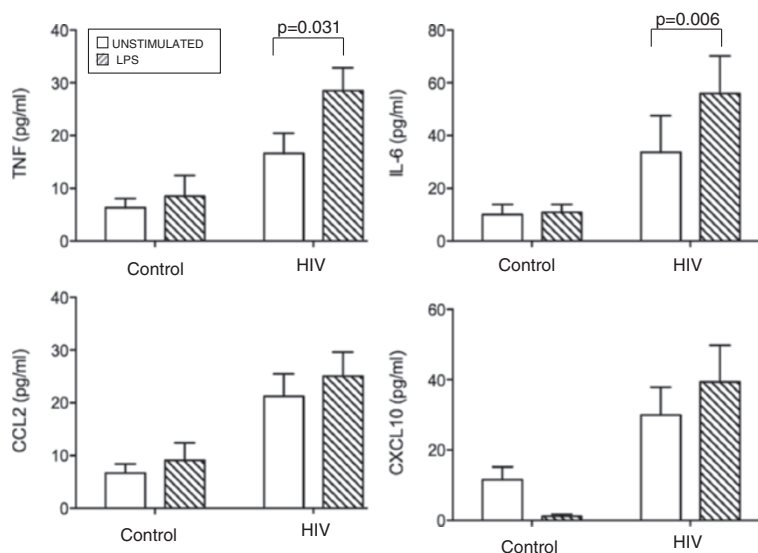 p=0.031
p=0.006
40
30
20
10
0
TNF (pg/ml)
UNSTIMULATED
LPS
Control
HIV
80
60
40
20
0
IL-6 (pg/ml)
Control
HIV
40
30
20
10
0
CCL2 (pg/ml)
Control
HIV
60
40
20
0
CXCL10 (pg/ml)
Control
HIV